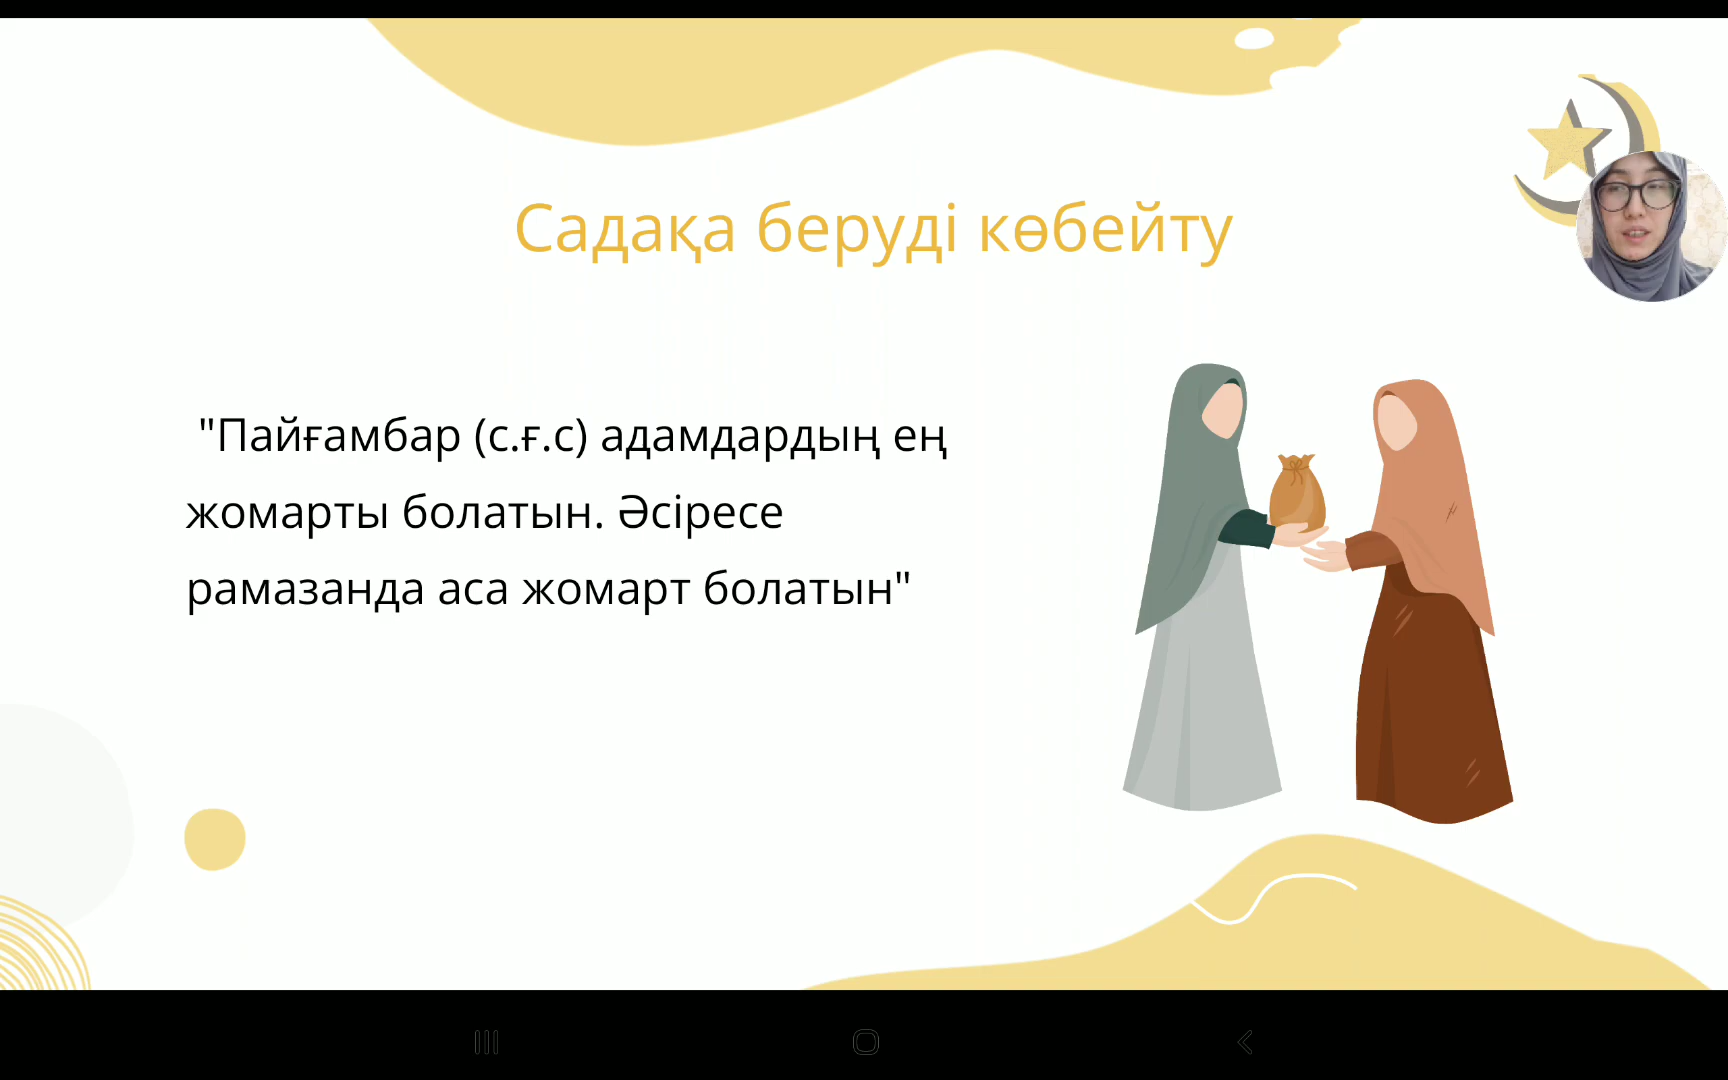 Садақа беруді көбейту
"Пайғамбар (с.ғ.с) адамдардың ең
жомарты болатын. Әсіресе
рамазанда аса жомарт болатын"